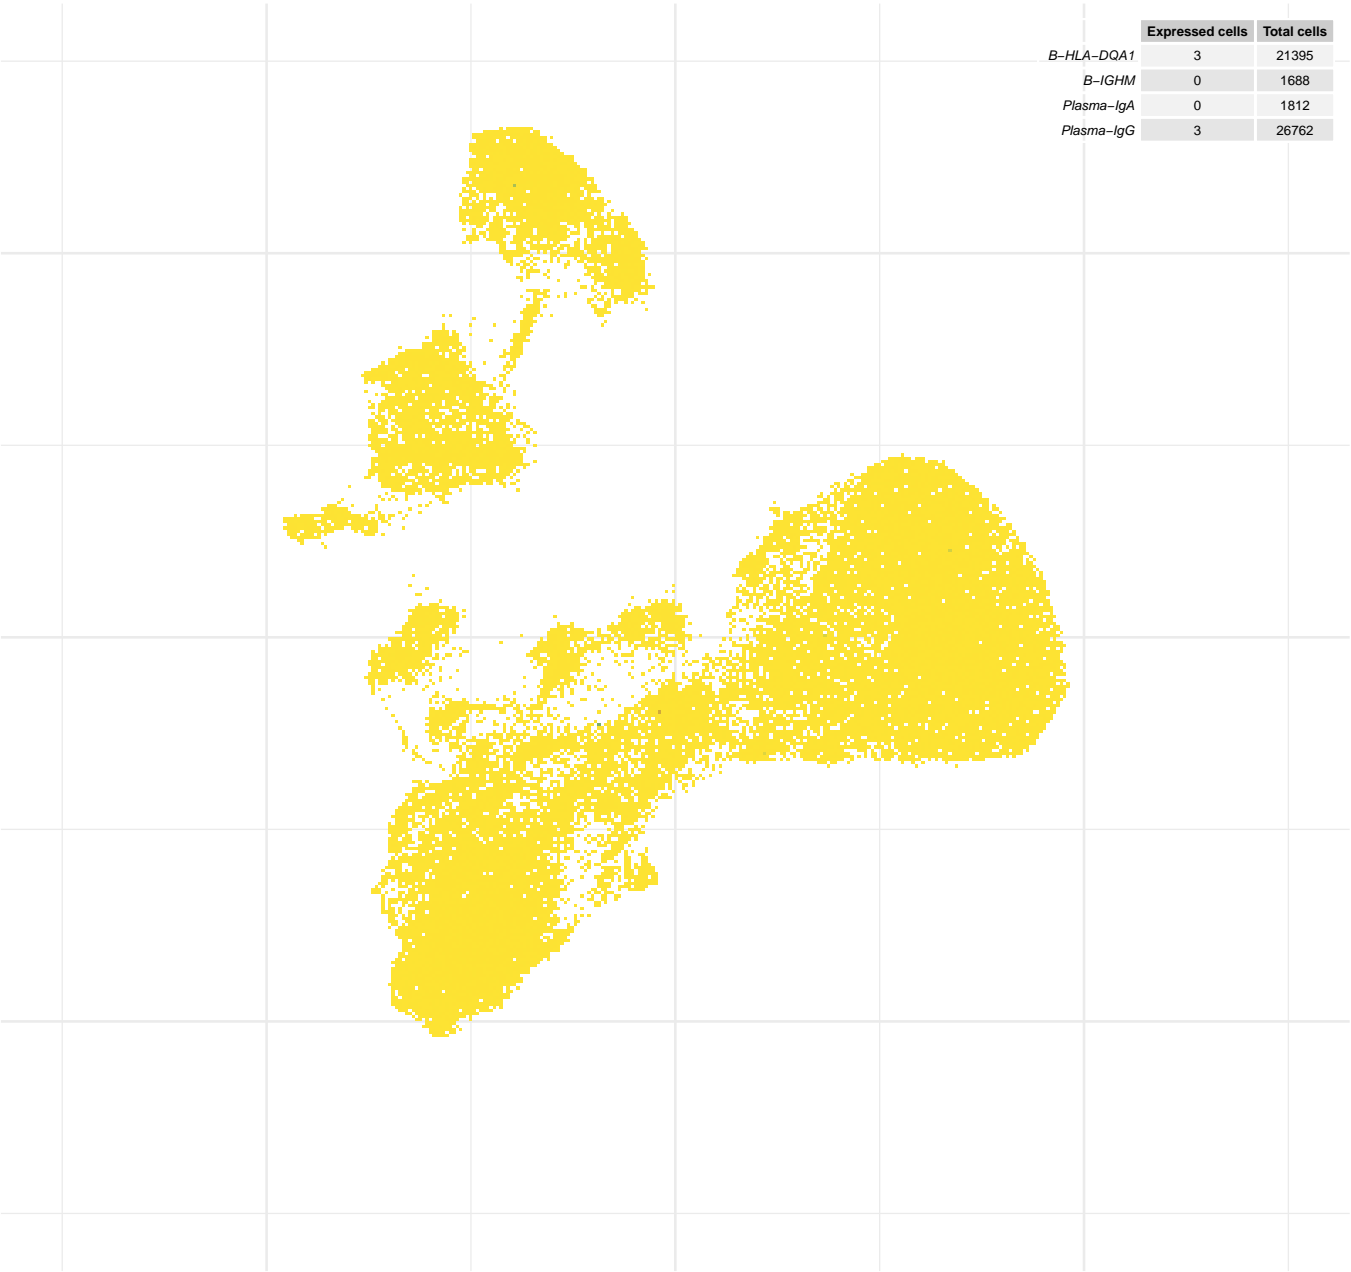 Expressed cells Total cells
B-HLA-DQA1 3 21395
B-IGHM 0 1688
Plasma-IgA 0 1812
Plasma-IgG 3 26762